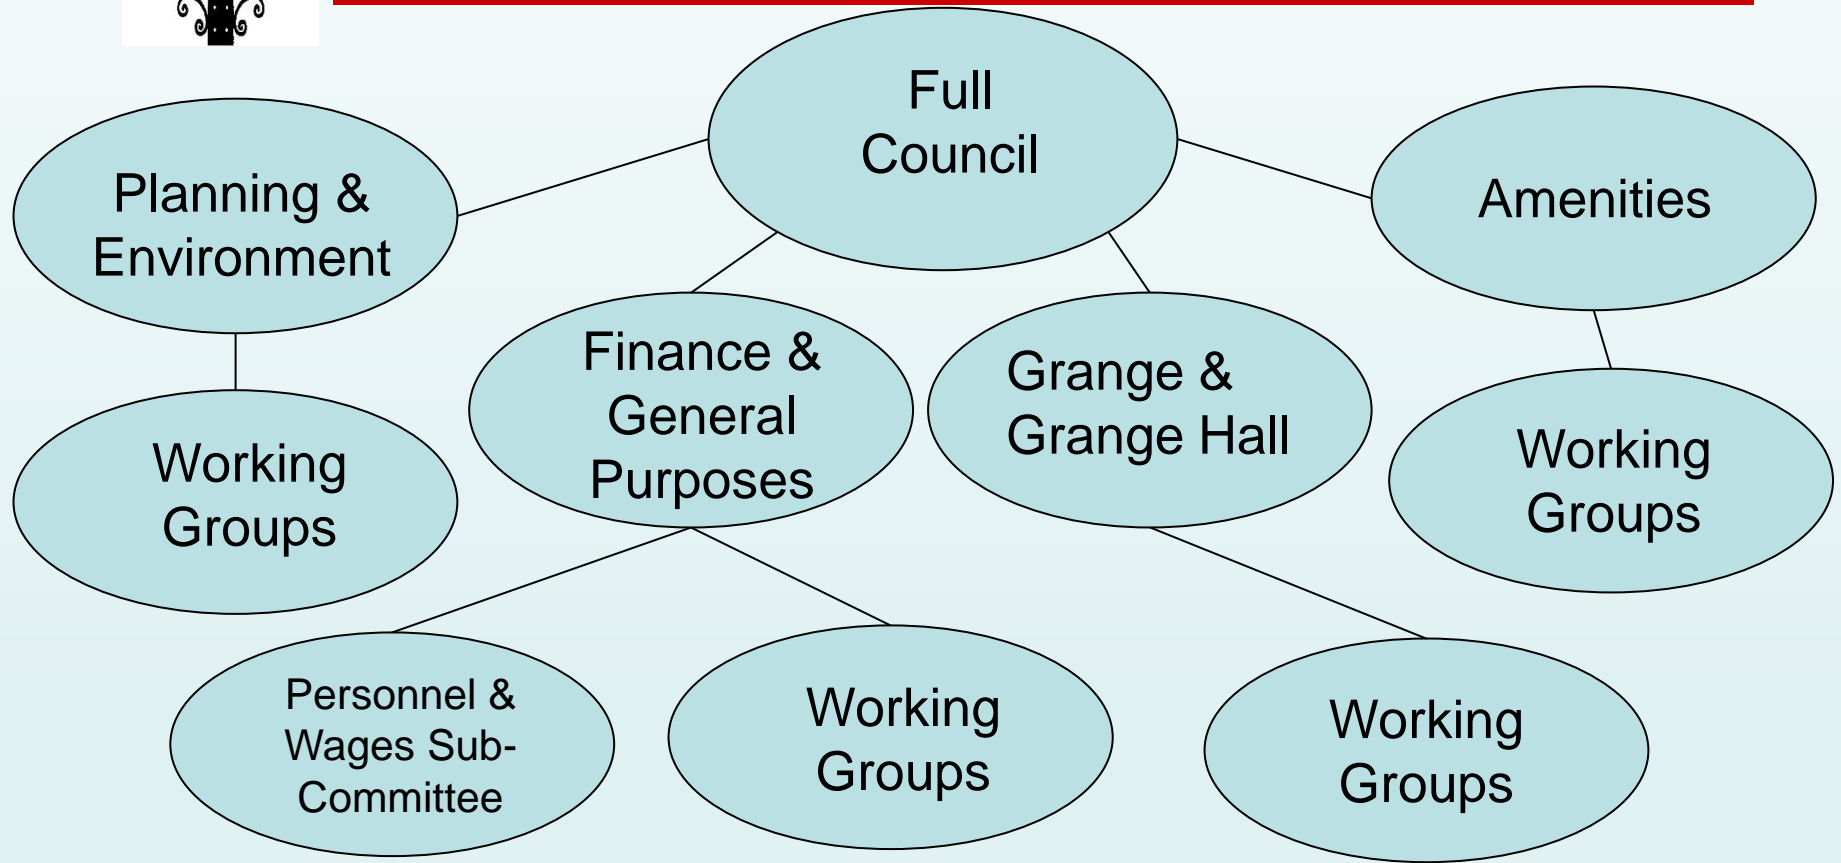 Full
Council
Planning &
Environment
Amenities
Finance &
General
Purposes
Grange &
Grange Hall
Working
Groups
Working
Groups
Personnel &
Wages Sub-
Committee
Working
Groups
Working
Groups